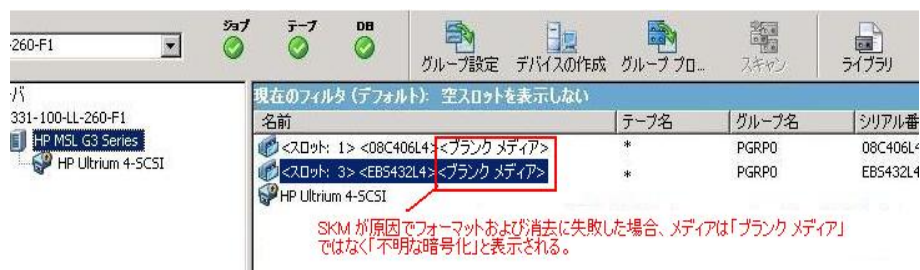 ジョブ テープ DB
-260-F1
グループ設定 デバイスの作成 グループ プロ... スキャン ライブラリ
バ
331-100-LL-260-F1
HP MSL G3 Series
HP Ultrium 4-SCSI
現在のフィルタ (デフォルト): 空スロットを表示しない
名前 テープ名 グループ名 シリアル番
<スロット: 1> <08C406L4><ブランク メディア> * PGRP0 08C406L4
<スロット: 3> <EB5432L4><ブランク メディア> * PGRP0 EB5432L4
HP Ultrium 4-SCSI
SKM が原因でフォーマットおよび消去に失敗した場合、メディアは「ブランク メディア」
ではなく「不明な暗号化」と表示される。